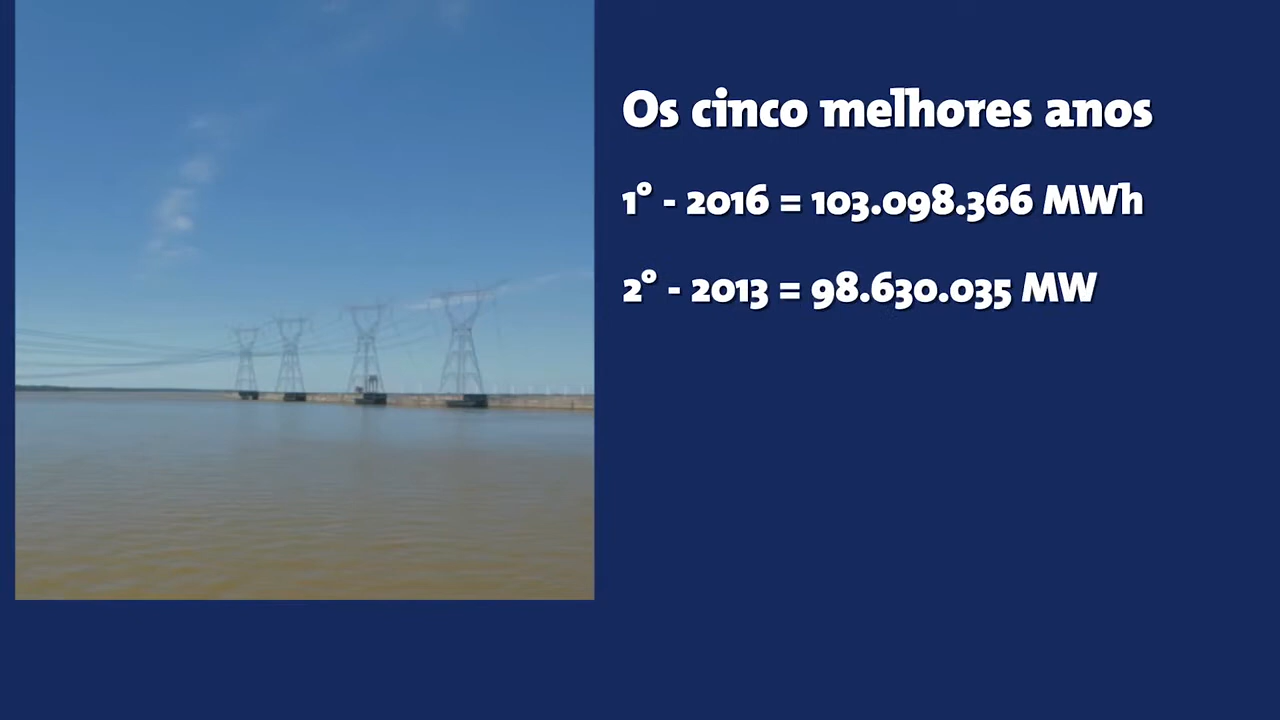 Os cinco melhores anos
1° - 2016 = 103.098.366 MWh
2° - 2013 = 98.630.035 MW